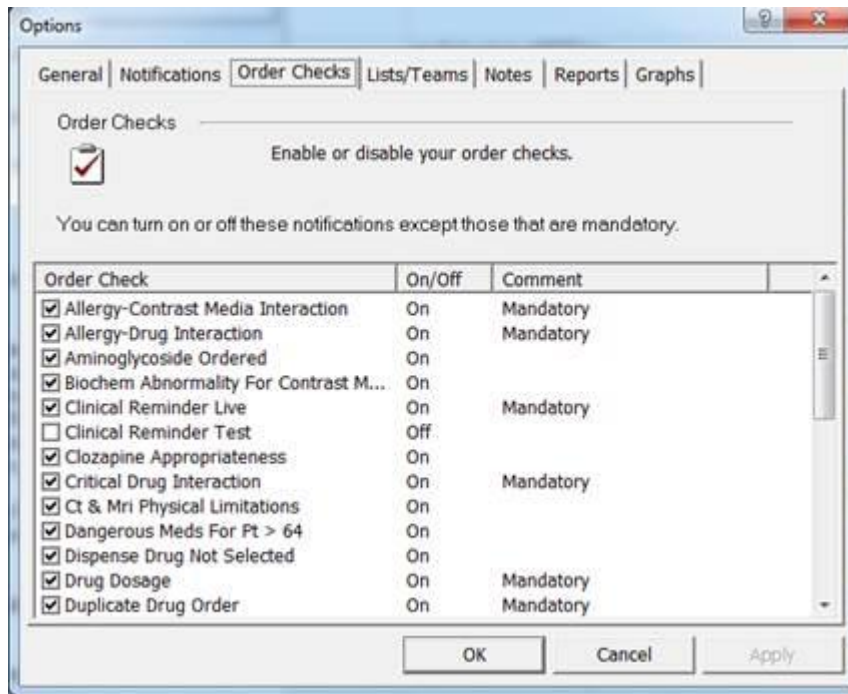 Options
General Notifications Order Checks Lists/Teams Notes Reports Graphs
Order Checks
Enable or disable your order checks.
You can turn on or off these notifications except those that are mandatory.
Order Check On/Off Comment
Allergy-Contrast Media Interaction On Mandatory
Allergy-Drug Interaction On Mandatory
Aminoglycoside Ordered On
Biochem Abnormality For Contrast M... On
Clinical Reminder Live On Mandatory
Clinical Reminder Test Off
Clozapine Appropriateness On
Critical Drug Interaction On Mandatory
Ct & Mri Physical Limitations On
Dangerous Meds For Pt > 64 On
Dispense Drug Not Selected On
Drug Dosage On Mandatory
Duplicate Drug Order On Mandatory
OK Cancel Apply